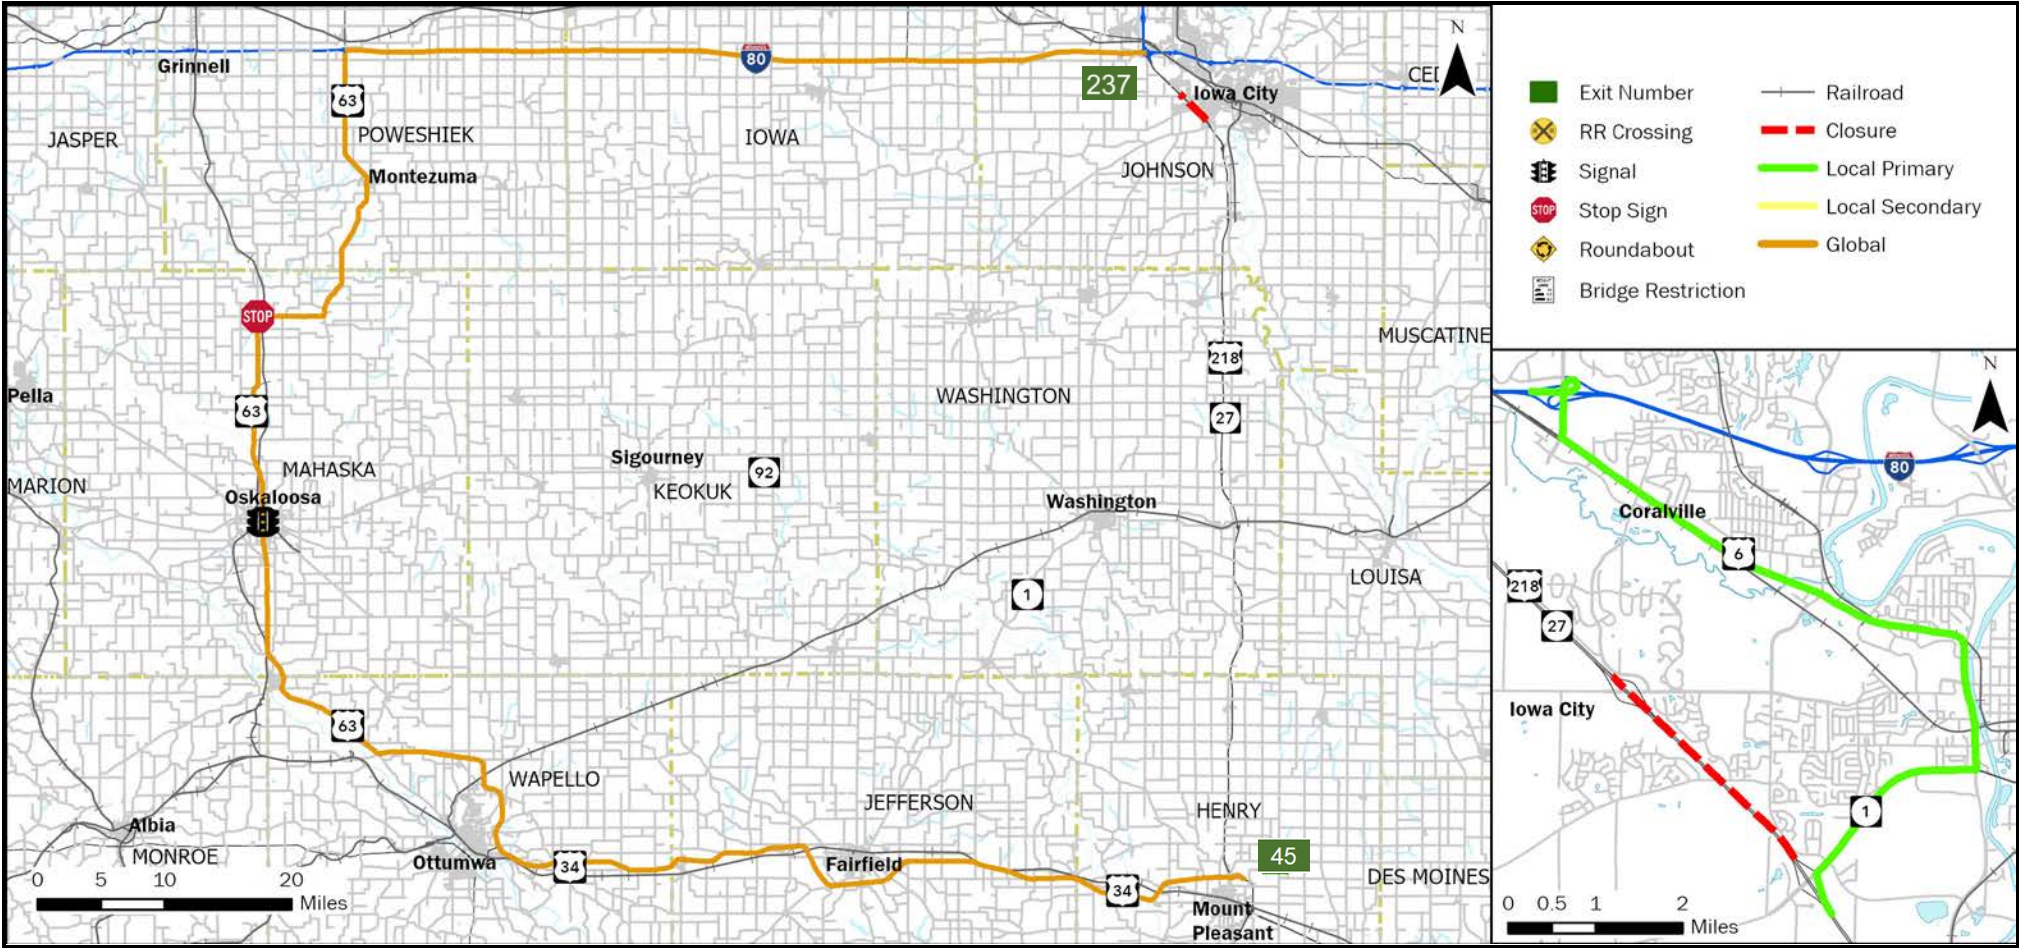 N
80
Grinnell
237
CED
Iowa City
63
JASPER
POWESHIEK
IOWA
JOHNSON
Montezuma
STOP
MUSCATINE
218
Pella
63
WASHINGTON
27
MAHASKA
Sigourney
92
MARION
Oskaloosa
KEOKUK
Washington
1
LOUISA
63
WAPELLO
JEFFERSON
HENRY
Albia
MONROE
Ottumwa
34
Fairfield
45
34
DES MOINES
Mount
Pleasant
0 5 10 20
Miles
Exit Number
RR Crossing
Signal
STOP
Stop Sign
Roundabout
Bridge Restriction
Railroad
Closure
Local Primary
Local Secondary
Global
N
80
Coralville
6
218
27
Iowa City
1
0 0.5 1 2
Miles